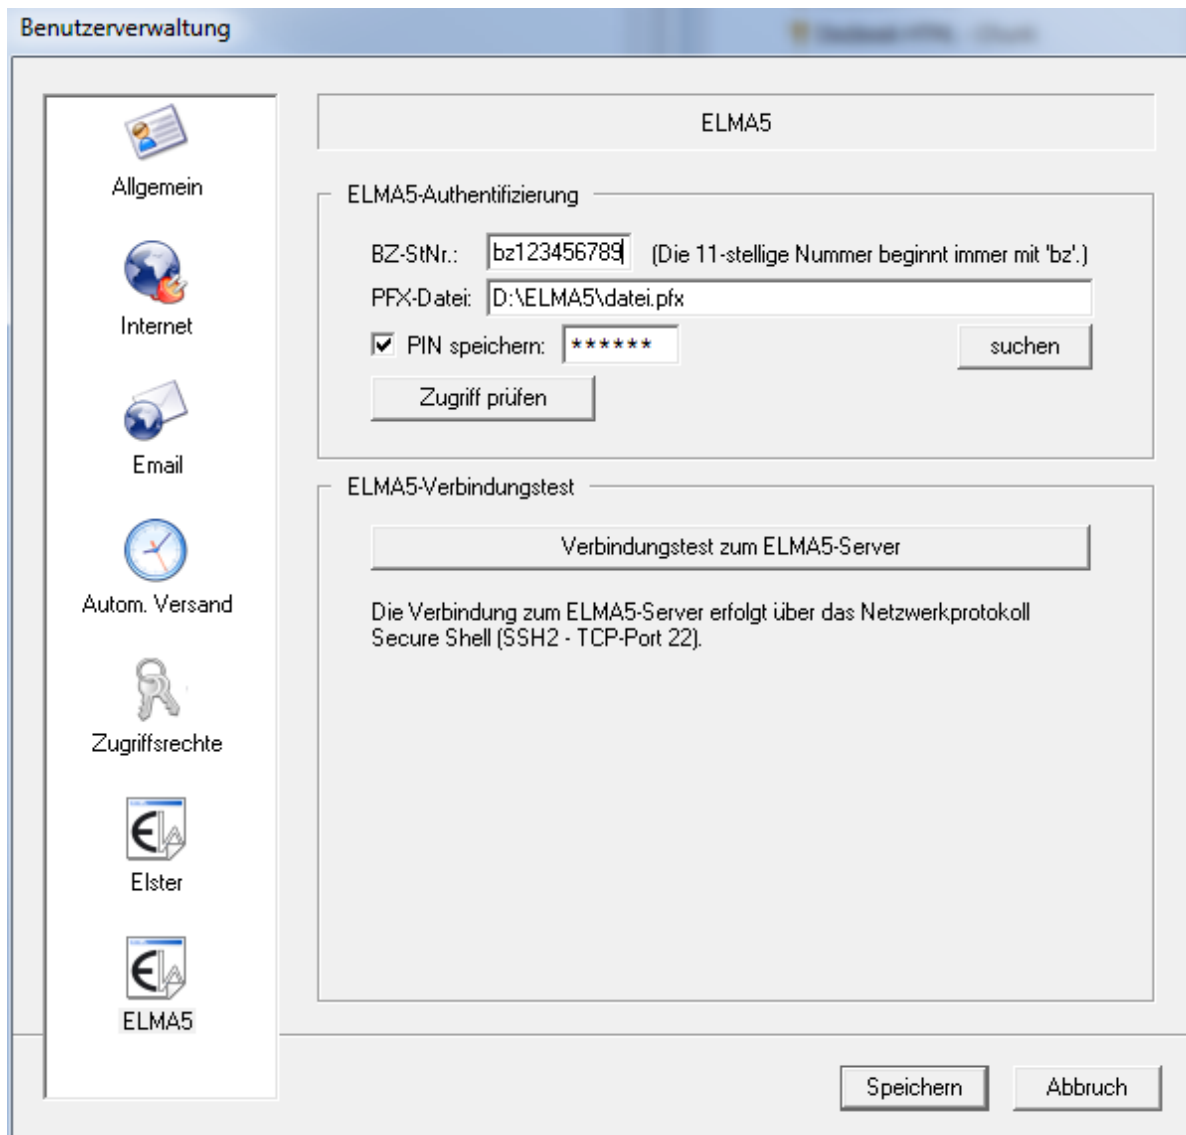 Benutzerverwaltung
Allgemein
Internet
Email
Autom. Versand
Zugriffsrechte
Elster
ELMA5
ELMA5
ELMA5-Authentifizierung
BZ-StNr.: bz123456789 (Die 11-stellige Nummer beginnt immer mit 'bz'.)
PFX-Datei: D:\ELMA5\datei.pfx
PIN speichern: ****** suchen
Zugriff prüfen
ELMA5-Verbindungstest
Verbindungstest zum ELMA5-Server
Die Verbindung zum ELMA5-Server erfolgt über das Netzwerkprotokoll
Secure Shell (SSH2 - TCP-Port 22).
Speichern Abbruch